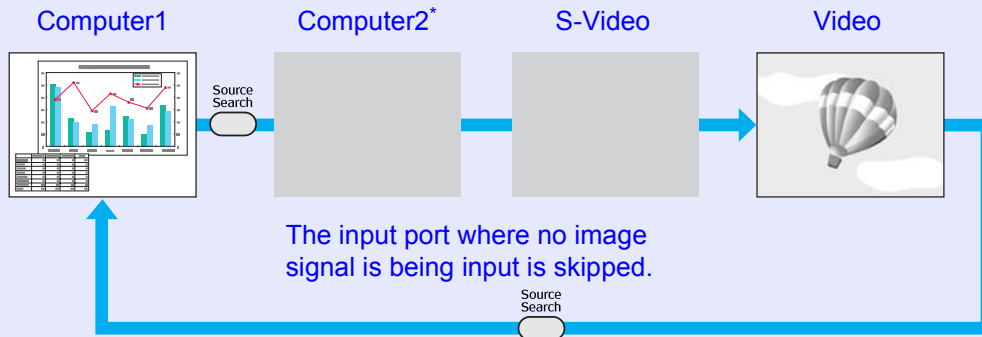 Computer1
Computer2*
S-Video
Video
Source
Search
The input port where no image
signal is being input is skipped.
Source
Search